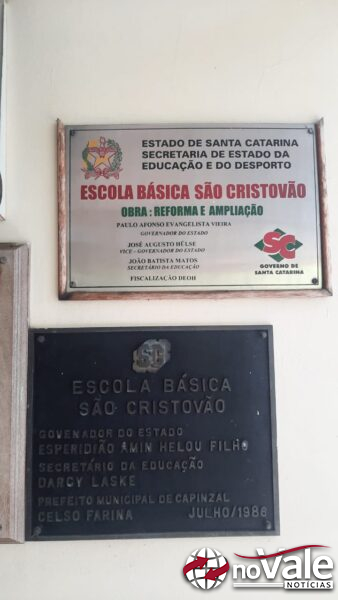 ESTADO DE SANTA CATARINA
SECRETARIA DE ESTADO DA
EDUCAÇÃO E DO DESPORTO
ESCOLA BÁSICA SÃO CRISTOVÃO
OBRA : REFORMA E AMPLIAÇÃO
PAULO AFONSO EVANGELISTA VIEIRA
GOVERNADOR DO ESTADO
JOSÉ AUGUSTO HÜLSE
VICE - GOVERNADOR DO ESTADO
JOÃO BATISTA MATOS
SECRETÁRIO DA EDUCAÇÃO
FISCALIZAÇÃO DEOH
SC
GOVERNO DE
SANTA CATARINA
SC
ESCOLA BÁSICA
SÃO CRISTOVÃO
GOVENADOR DO ESTADO
ESPERIDIÃO AMIN HELOU FILHO
SECRETÁRIO DA EDUCAÇÃO
DARCY LASKE
PREFEITO MUNICIPAL DE CAPINZAL
CELSO FARINA JULHO/1986
noVale
NOTÍCIAS